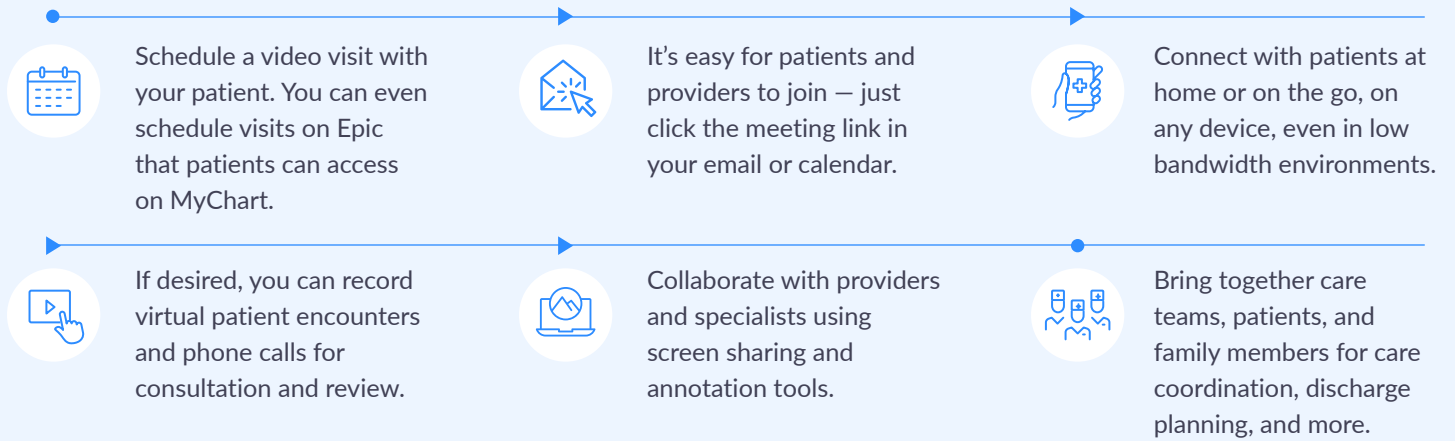 Schedule a video visit with
your patient. You can even
schedule visits on Epic
that patients can access
on MyChart.
It’s easy for patients and
providers to join — just
click the meeting link in
your email or calendar.
Connect with patients at
home or on the go, on
any device, even in low
bandwidth environments.
If desired, you can record
virtual patient encounters
and phone calls for
consultation and review.
Collaborate with providers
and specialists using
screen sharing and
annotation tools.
Bring together care
teams, patients, and
family members for care
coordination, discharge
planning, and more.